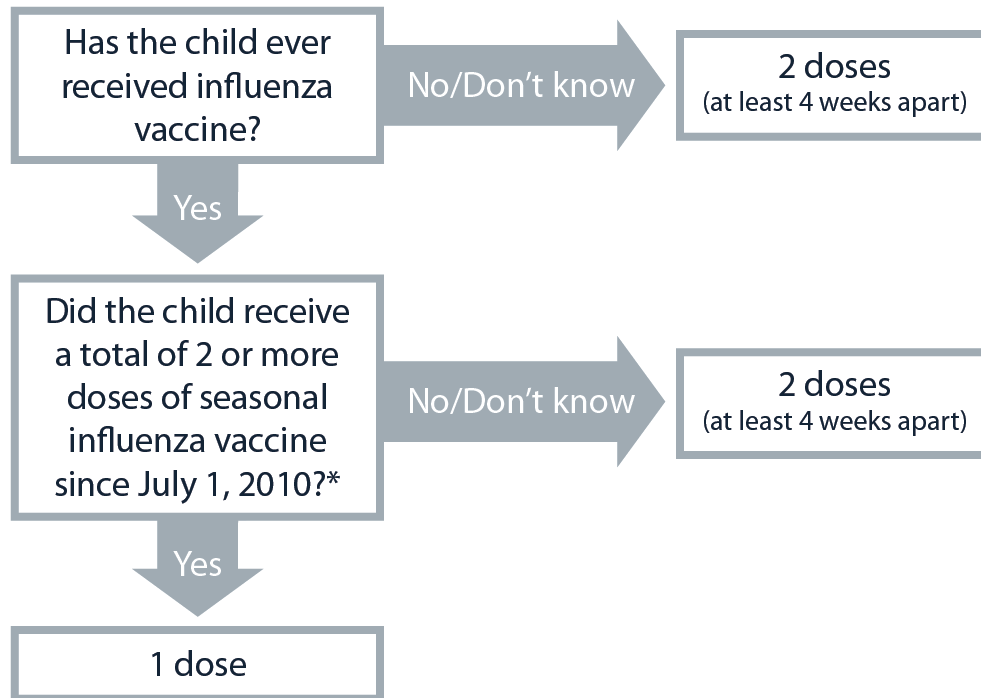 Has the child ever
received influenza
vaccine?
No/Don’t know
2 doses
(at least 4 weeks apart)
Yes
Did the child receive
a total of 2 or more
doses of seasonal
influenza vaccine
since July 1, 2010?*
No/Don’t know
2 doses
(at least 4 weeks apart)
Yes
1 dose